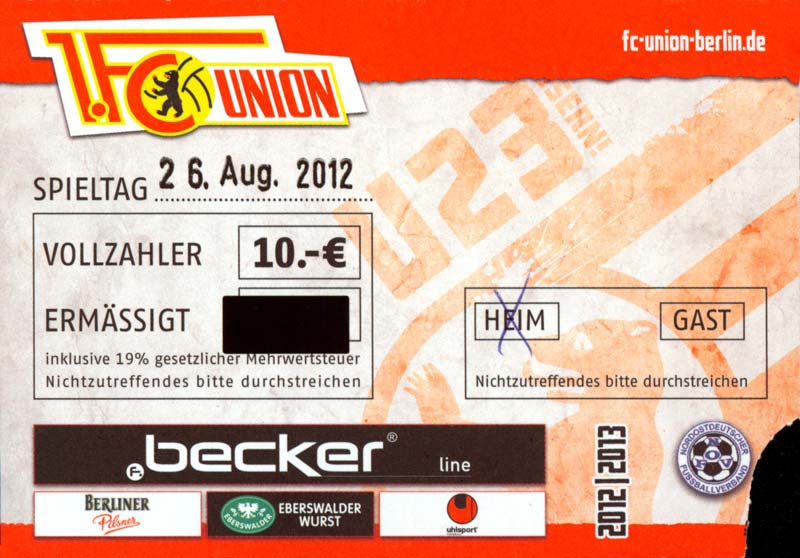 fc-union-berlin.de
1.FC UNION
SPIELTAG 26. Aug. 2012
U23
VOLLZAHLER 10.-€
ERMÄSSIGT
inklusive 19% gesetzlicher Mehrwertsteuer
Nichtzutreffendes bitte durchstreichen
HEIM GAST
Nichtzutreffendes bitte durchstreichen
.becker® line
BERLINER
Pilsner
EBERSWALDER
EBERSWALDER
WURST
uhlsport
2012|2013
NORDOSTDEUTSCHER
NOFV
FUSSBALLVERBAND